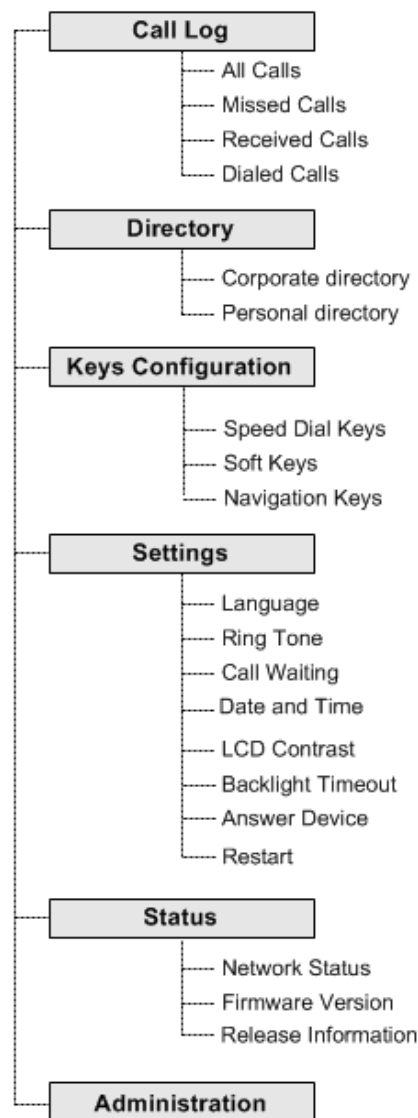 Call Log
All Calls
Missed Calls
Received Calls
Dialed Calls
Directory
Corporate directory
Personal directory
Keys Configuration
Speed Dial Keys
Soft Keys
Navigation Keys
Settings
Language
Ring Tone
Call Waiting
Date and Time
LCD Contrast
Backlight Timeout
Answer Device
Restart
Status
Network Status
Firmware Version
Release Information
Administration